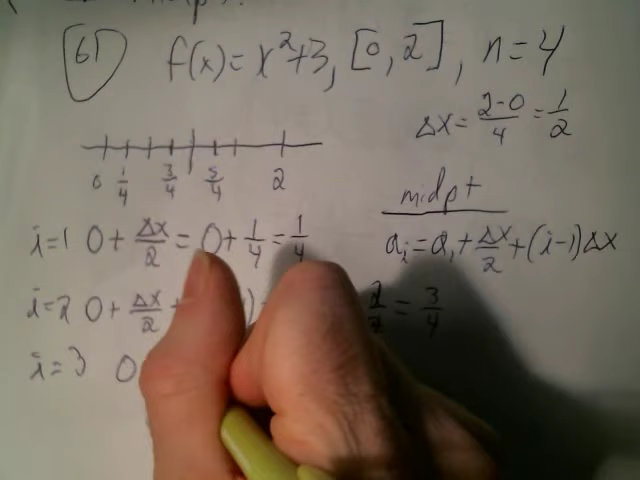 61 f(x) = x²+3, [0, 2], n=4
Δx = 2-0/4 = 1/2
0 1/4 3/4 5/4 2
midpt
i=1 0 + Δx/2 = 0 + 1/4 = 1/4
aᵢ = a₁ + Δx/2 + (i-1)Δx
i=2 0 + Δx/2 + ) = 3/4
i=3 0